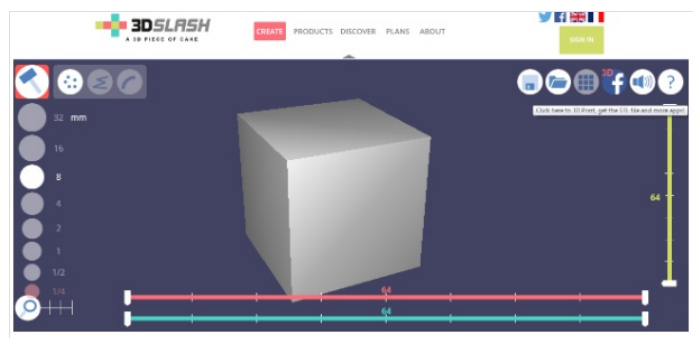 3DSLASH
A 3D PIECE OF CAKE
CREATE PRODUCTS DISCOVER PLANS ABOUT
SIGN IN
3D
Click here to 3D Print, get the STL file and more apps!
32 mm
16
8
4
2
1
1/2
1/4
64
64
64